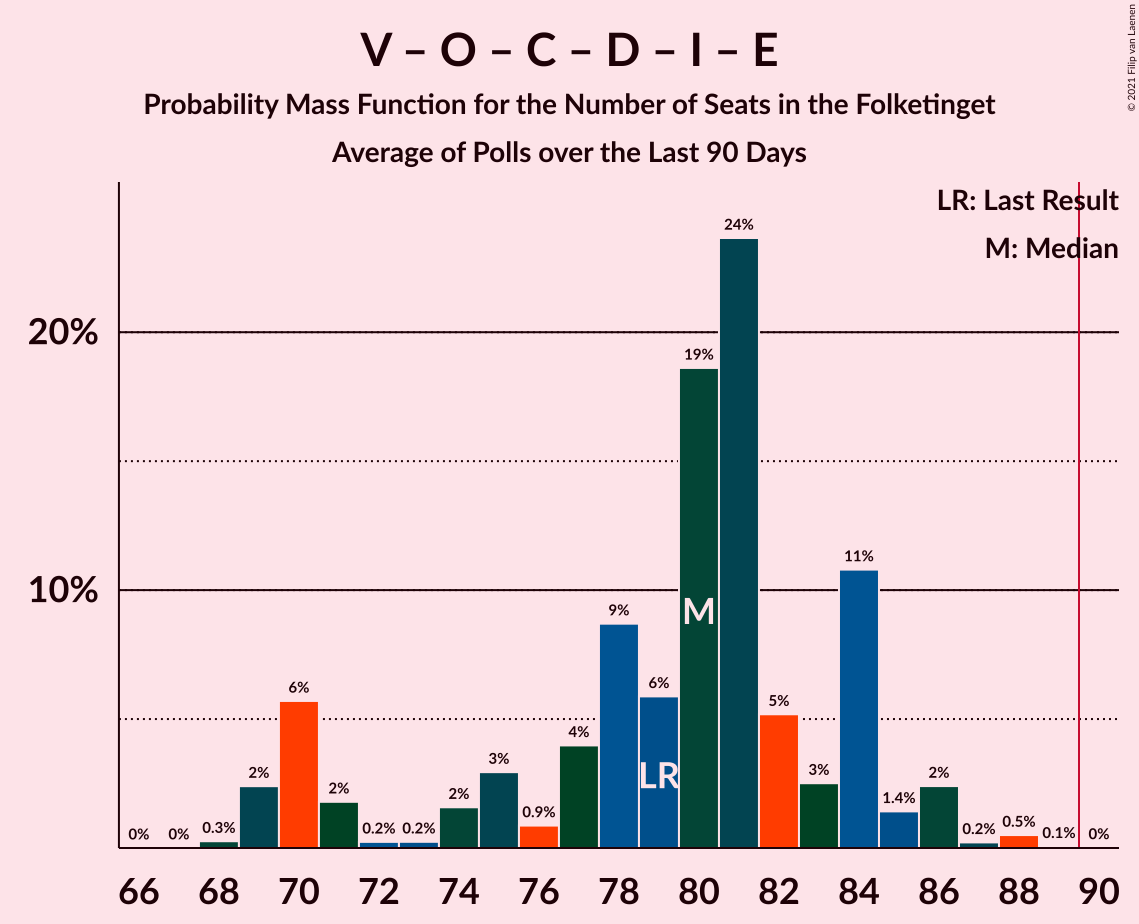 V – O – C – D – I – E
Probability Mass Function for the Number of Seats in the Folketinget
Average of Polls over the Last 90 Days
© 2021 Filip van Laenen
LR: Last Result
M: Median
20%
10%
0% 0% 0.3% 2% 6% 2% 0.2% 0.2% 2% 3% 0.9% 4% 9% 6% 19% 24% 5% 3% 11% 1.4% 2% 0.2% 0.5% 0.1% 0%
M
LR
66 68 70 72 74 76 78 80 82 84 86 88 90